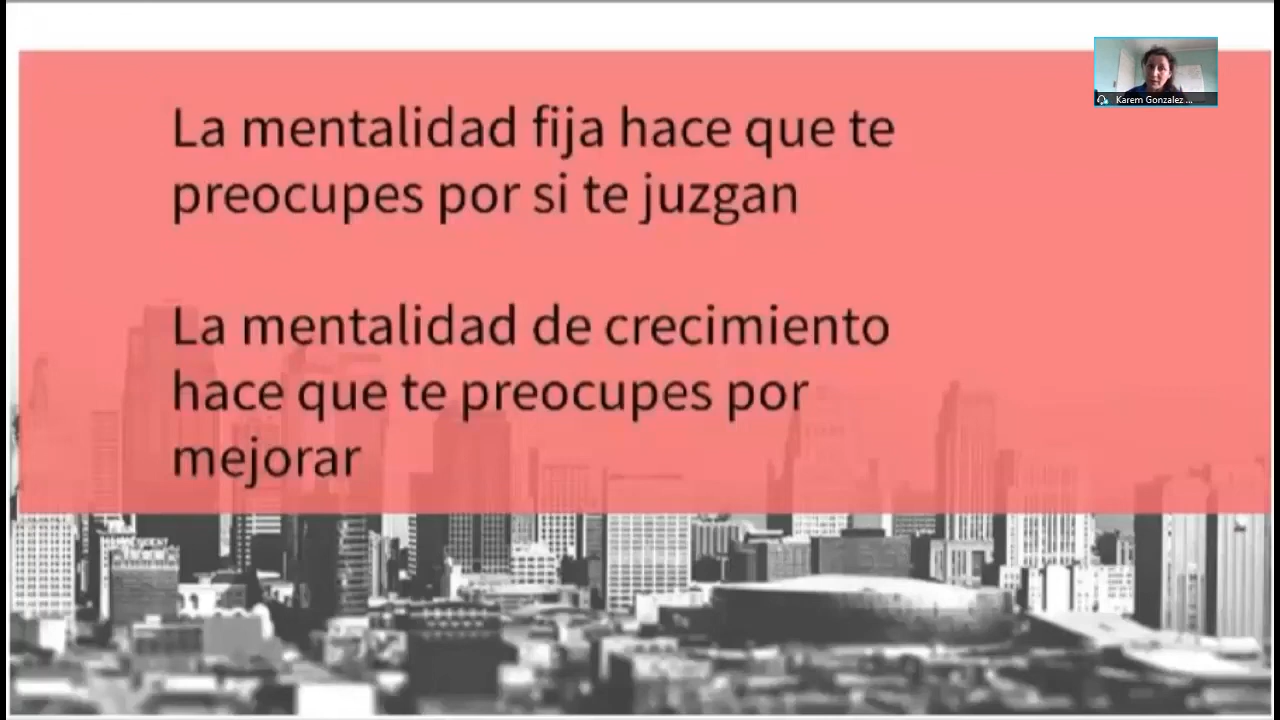 La mentalidad fija hace que te
preocupes por si te juzgan
La mentalidad de crecimiento
hace que te preocupes por
mejorar
Karem Gonzalez ...